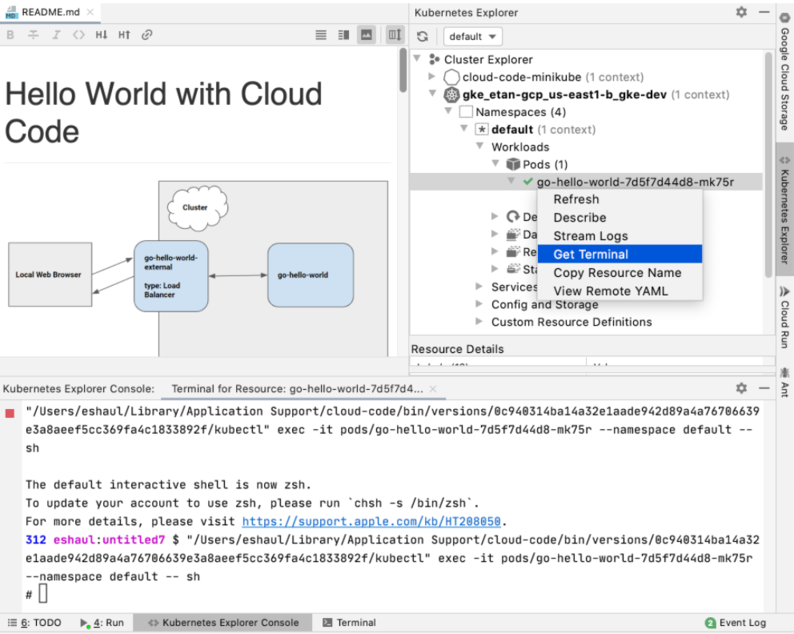 README.md
B I H↓ H↑
Hello World with Cloud
Code
Cluster
Local Web Browser
go-hello-world-
external
type: Load
Balancer
go-hello-world
Kubernetes Explorer
default
Cluster Explorer
cloud-code-minikube (1 context)
gke_etan-gcp_us-east1-b_gke-dev (1 context)
Namespaces (4)
default (1 context)
Workloads
Pods (1)
go-hello-world-7d5f7d44d8-mk75r
Refresh
Describe
Stream Logs
Get Terminal
Copy Resource Name
View Remote YAML
De
Da
Re
Sta
Services
Config and Storage
Custom Resource Definitions
Resource Details
Google Cloud Storage
Kubernetes Explorer
Cloud Run
Ant
Kubernetes Explorer Console: Terminal for Resource: go-hello-world-7d5f7d4...
"/Users/eshaul/Library/Application Support/cloud-code/bin/versions/0c940314ba14a32e1aade942d89a4a76706639
e3a8aeef5cc369fa4c1833892f/kubectl" exec -it pods/go-hello-world-7d5f7d44d8-mk75r --namespace default --
sh
The default interactive shell is now zsh.
To update your account to use zsh, please run `chsh -s /bin/zsh`.
For more details, please visit https://support.apple.com/kb/HT208050.
312 eshaul:untitled7 $ "/Users/eshaul/Library/Application Support/cloud-code/bin/versions/0c940314ba14a32
e1aade942d89a4a76706639e3a8aeef5cc369fa4c1833892f/kubectl" exec -it pods/go-hello-world-7d5f7d44d8-mk75r
--namespace default -- sh
#
6: TODO 4: Run Kubernetes Explorer Console Terminal 2 Event Log